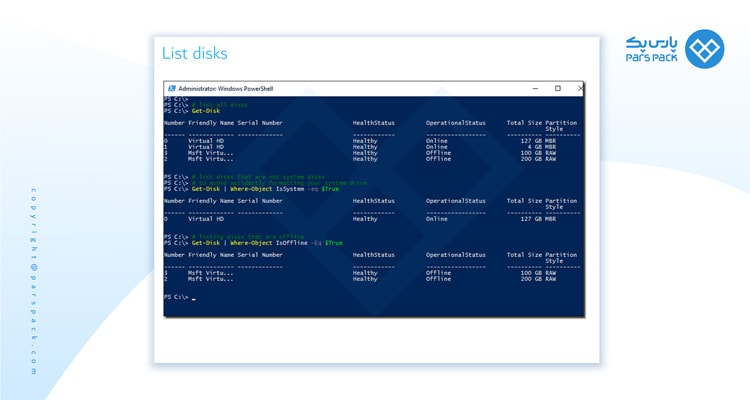 List disks
پارس پک
PARS PACK
Administrator: Windows PowerShell
PS C:\>
PS C:\> # list all disks
PS C:\> Get-Disk
Number Friendly Name Serial Number HealthStatus OperationalStatus Total Size Partition
Style
------ ------------- ------------- ------------ ----------------- ---------- ----------
0 Virtual HD Healthy Online 127 GB MBR
1 Virtual HD Healthy Online 4 GB MBR
3 Msft Virtu... Healthy Offline 100 GB RAW
2 Msft Virtu... Healthy Offline 200 GB RAW
PS C:\> # list disks that are not system disks
PS C:\> # to avoid accidently formatting your system drive
PS C:\> Get-Disk | Where-Object IsSystem -eq $True
Number Friendly Name Serial Number HealthStatus OperationalStatus Total Size Partition
Style
------ ------------- ------------- ------------ ----------------- ---------- ----------
0 Virtual HD Healthy Online 127 GB MBR
PS C:\> # listing disks that are offline
PS C:\> Get-Disk | Where-Object IsOffline $True
Number Friendly Name Serial Number HealthStatus OperationalStatus Total Size Partition
Style
------ ------------- ------------- ------------ ----------------- ---------- ----------
3 Msft Virtu... Healthy Offline 100 GB RAW
2 Msft Virtu... Healthy Offline 200 GB RAW
PS C:\> _
copyright@parspack.com